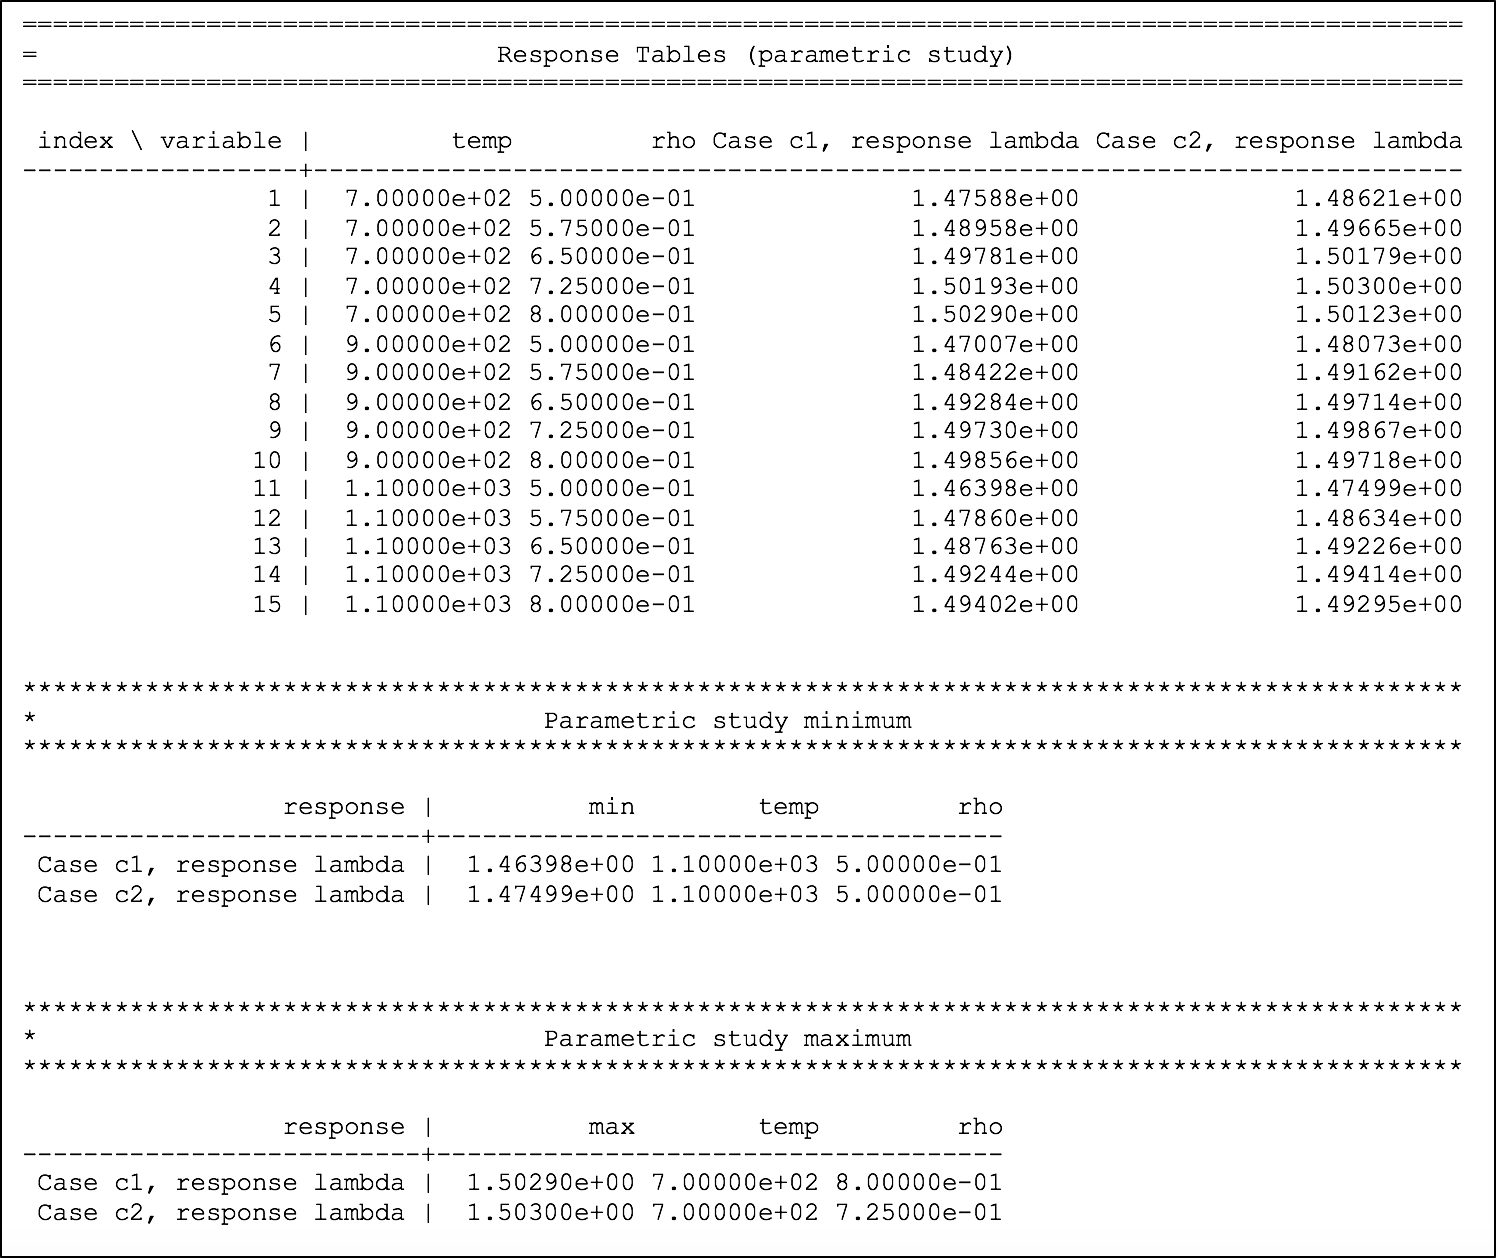 ==============================================================================================
=                              Response Tables (parametric study)
==============================================================================================
 index \ variable |         temp         rho Case c1, response lambda Case c2, response lambda
------------------+---------------------------------------------------------------------------
                1 |  7.00000e+02 5.00000e-01              1.47588e+00              1.48621e+00
                2 |  7.00000e+02 5.75000e-01              1.48958e+00              1.49665e+00
                3 |  7.00000e+02 6.50000e-01              1.49781e+00              1.50179e+00
                4 |  7.00000e+02 7.25000e-01              1.50193e+00              1.50300e+00
                5 |  7.00000e+02 8.00000e-01              1.50290e+00              1.50123e+00
                6 |  9.00000e+02 5.00000e-01              1.47007e+00              1.48073e+00
                7 |  9.00000e+02 5.75000e-01              1.48422e+00              1.49162e+00
                8 |  9.00000e+02 6.50000e-01              1.49284e+00              1.49714e+00
                9 |  9.00000e+02 7.25000e-01              1.49730e+00              1.49867e+00
               10 |  9.00000e+02 8.00000e-01              1.49856e+00              1.49718e+00
               11 |  1.10000e+03 5.00000e-01              1.46398e+00              1.47499e+00
               12 |  1.10000e+03 5.75000e-01              1.47860e+00              1.48634e+00
               13 |  1.10000e+03 6.50000e-01              1.48763e+00              1.49226e+00
               14 |  1.10000e+03 7.25000e-01              1.49244e+00              1.49414e+00
               15 |  1.10000e+03 8.00000e-01              1.49402e+00              1.49295e+00
**********************************************************************************************
*                                 Parametric study minimum
**********************************************************************************************
                 response |          min        temp         rho
--------------------------+-------------------------------------
 Case c1, response lambda |  1.46398e+00 1.10000e+03 5.00000e-01
 Case c2, response lambda |  1.47499e+00 1.10000e+03 5.00000e-01
**********************************************************************************************
*                                 Parametric study maximum
**********************************************************************************************
                 response |          max        temp         rho
--------------------------+-------------------------------------
 Case c1, response lambda |  1.50290e+00 7.00000e+02 8.00000e-01
 Case c2, response lambda |  1.50300e+00 7.00000e+02 7.25000e-01